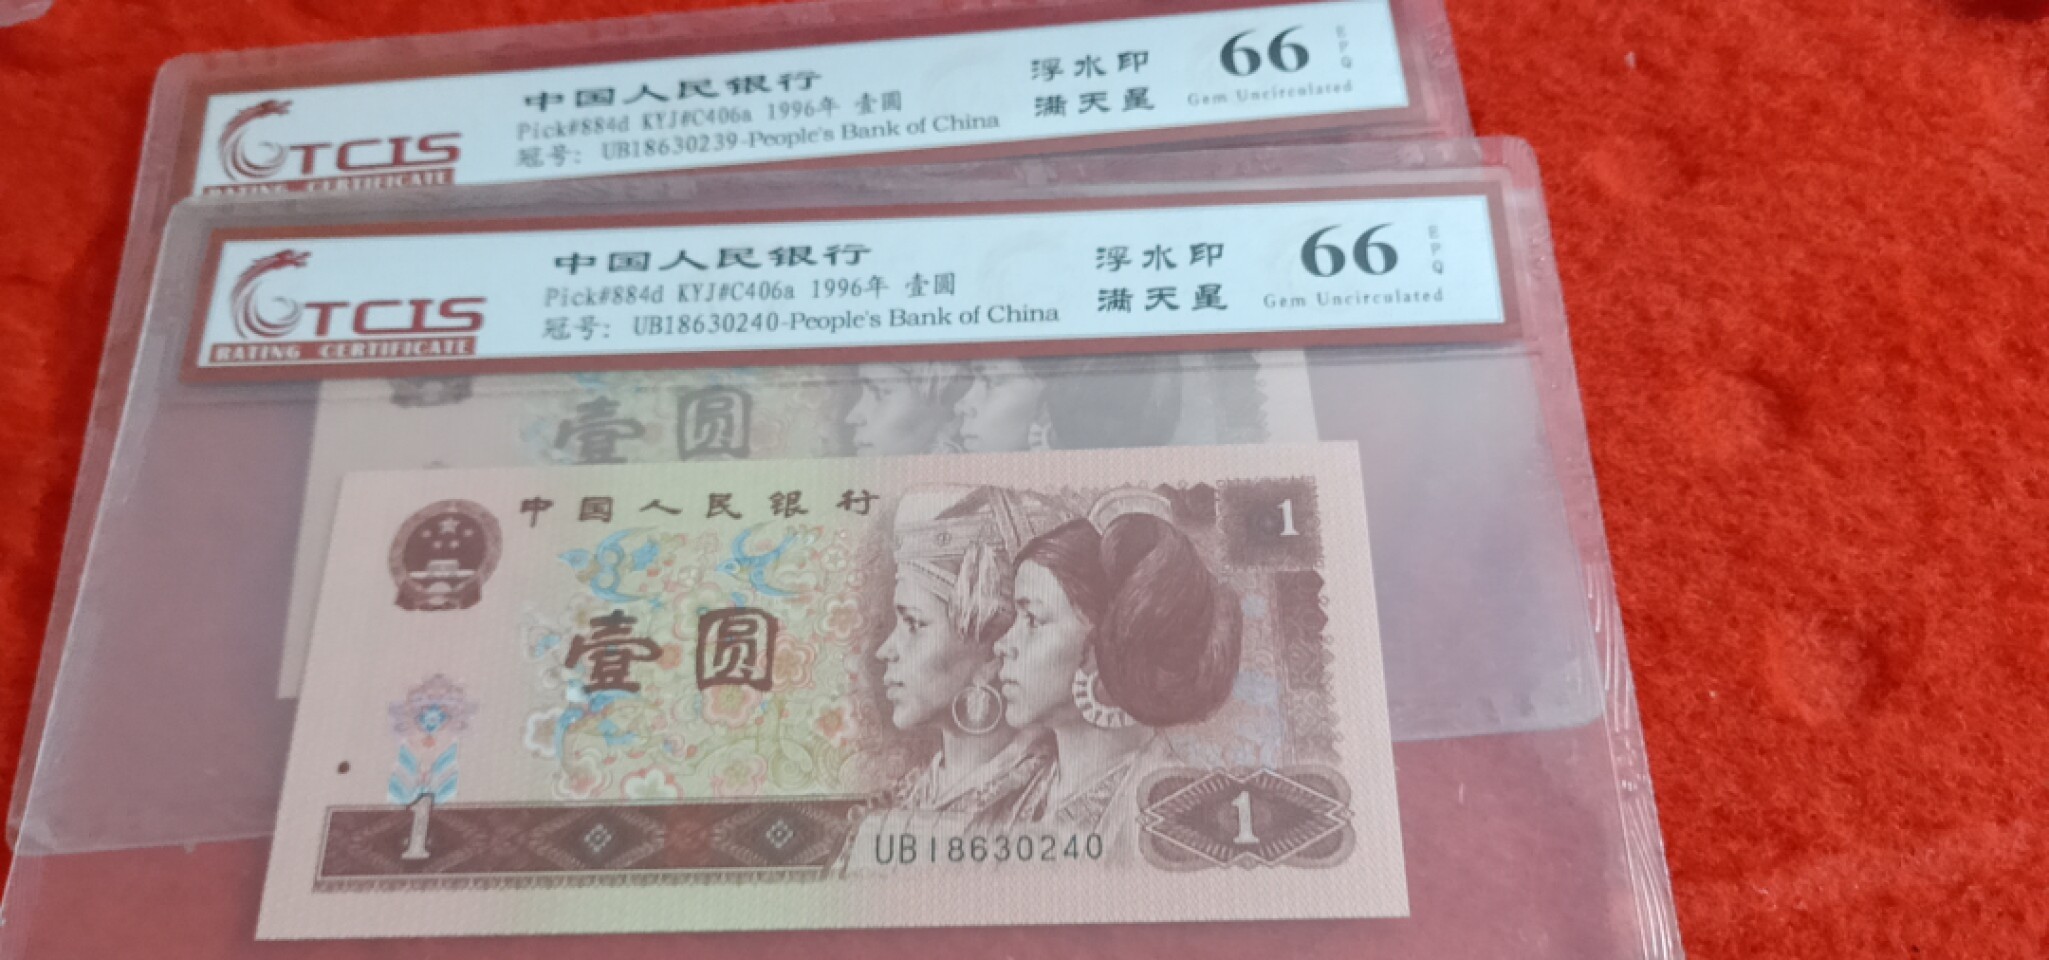 中国人民银行
Pick#884d KYJ#C406a 1996年 壹圆
冠号: UB18630239-People's Bank of China
浮水印
满天星
66
EPQ
Gem Uncirculated
TCIS
RATING CERTIFICATE
中国人民银行
Pick#884d KYJ#C406a 1996年 壹圆
冠号: UB18630240-People's Bank of China
浮水印
满天星
66
EPQ
Gem Uncirculated
TCIS
RATING CERTIFICATE
壹圆
中国人民银行
1
壹圆
1
UB18630240
1